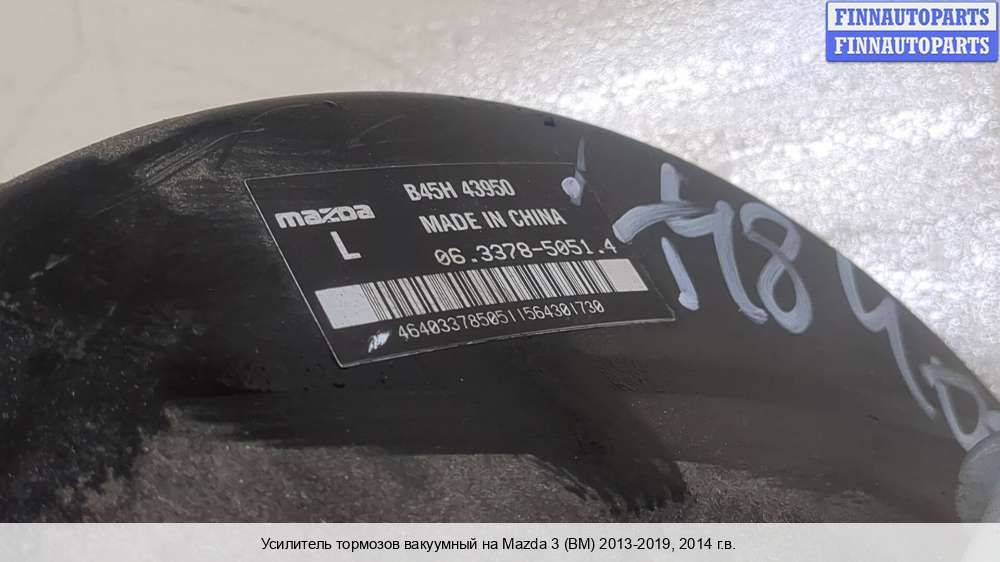 FINNAUTOPARTS
FINNAUTOPARTS
B45H 43950
mazda
MADE IN CHINA
L
06.3378-5051.4
4640337850511564301730
Усилитель тормозов вакуумный на Mazda 3 (BM) 2013-2019, 2014 г.в.